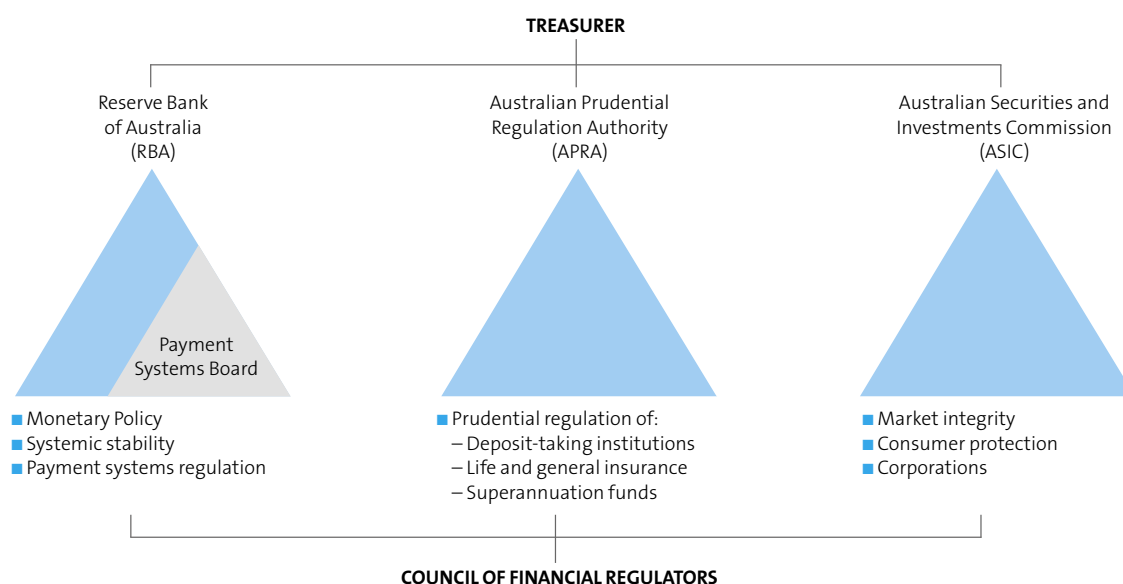 TREASURER
Reserve Bank
of Australia
(RBA)
Australian Prudential
Regulation Authority
(APRA)
Australian Securities and
Investments Commission
(ASIC)
Payment
Systems Board
■ Monetary Policy
■ Systemic stability
■ Payment systems regulation
■ Prudential regulation of:
– Deposit-taking institutions
– Life and general insurance
– Superannuation funds
■ Market integrity
■ Consumer protection
■ Corporations
COUNCIL OF FINANCIAL REGULATORS